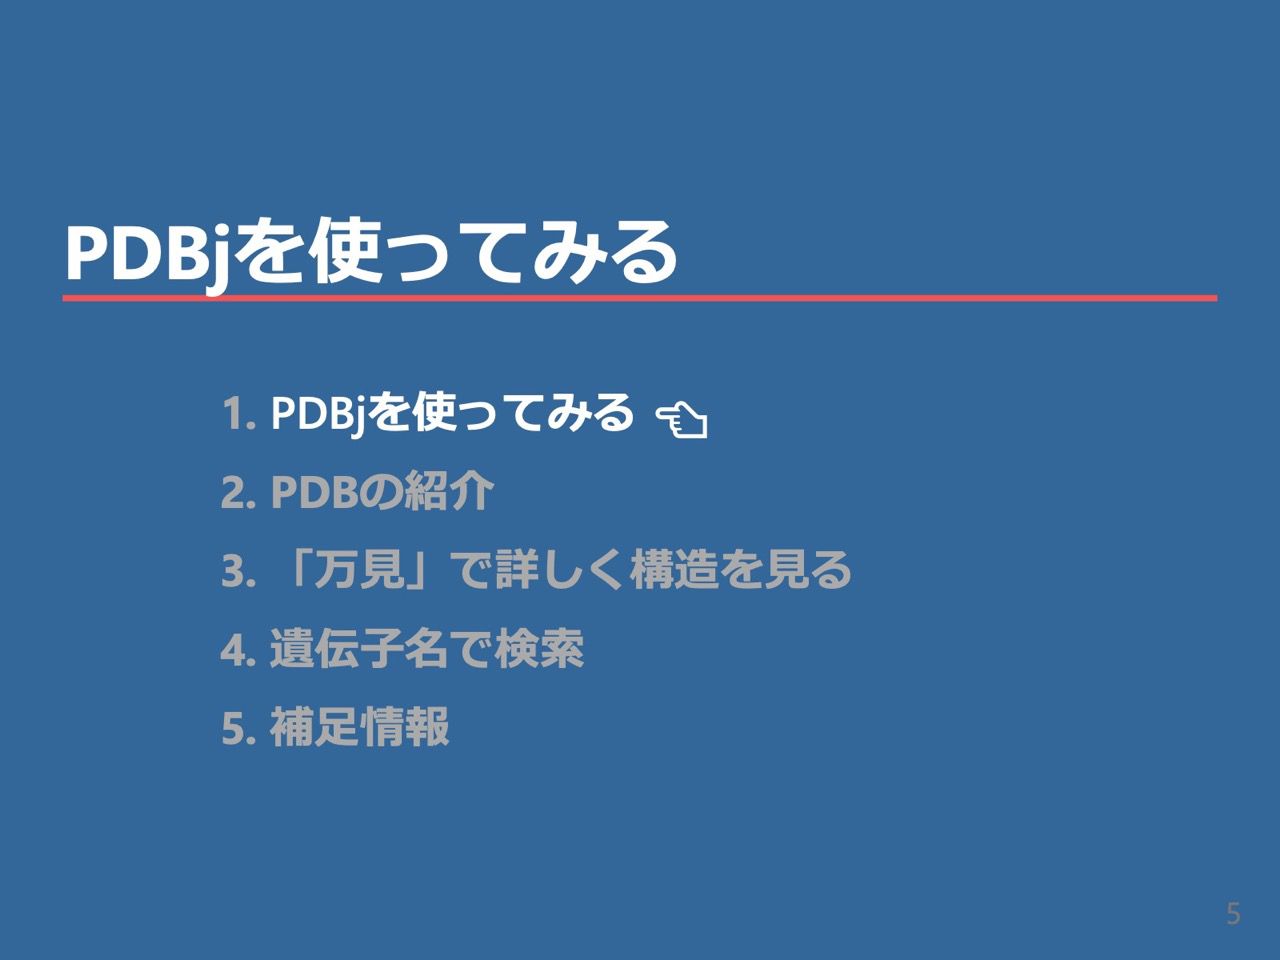 PDBjを使ってみる
1. PDBjを使ってみる
2. PDBの紹介
3. 「万見」で詳しく構造を見る
4. 遺伝子名で検索
5. 補足情報
5